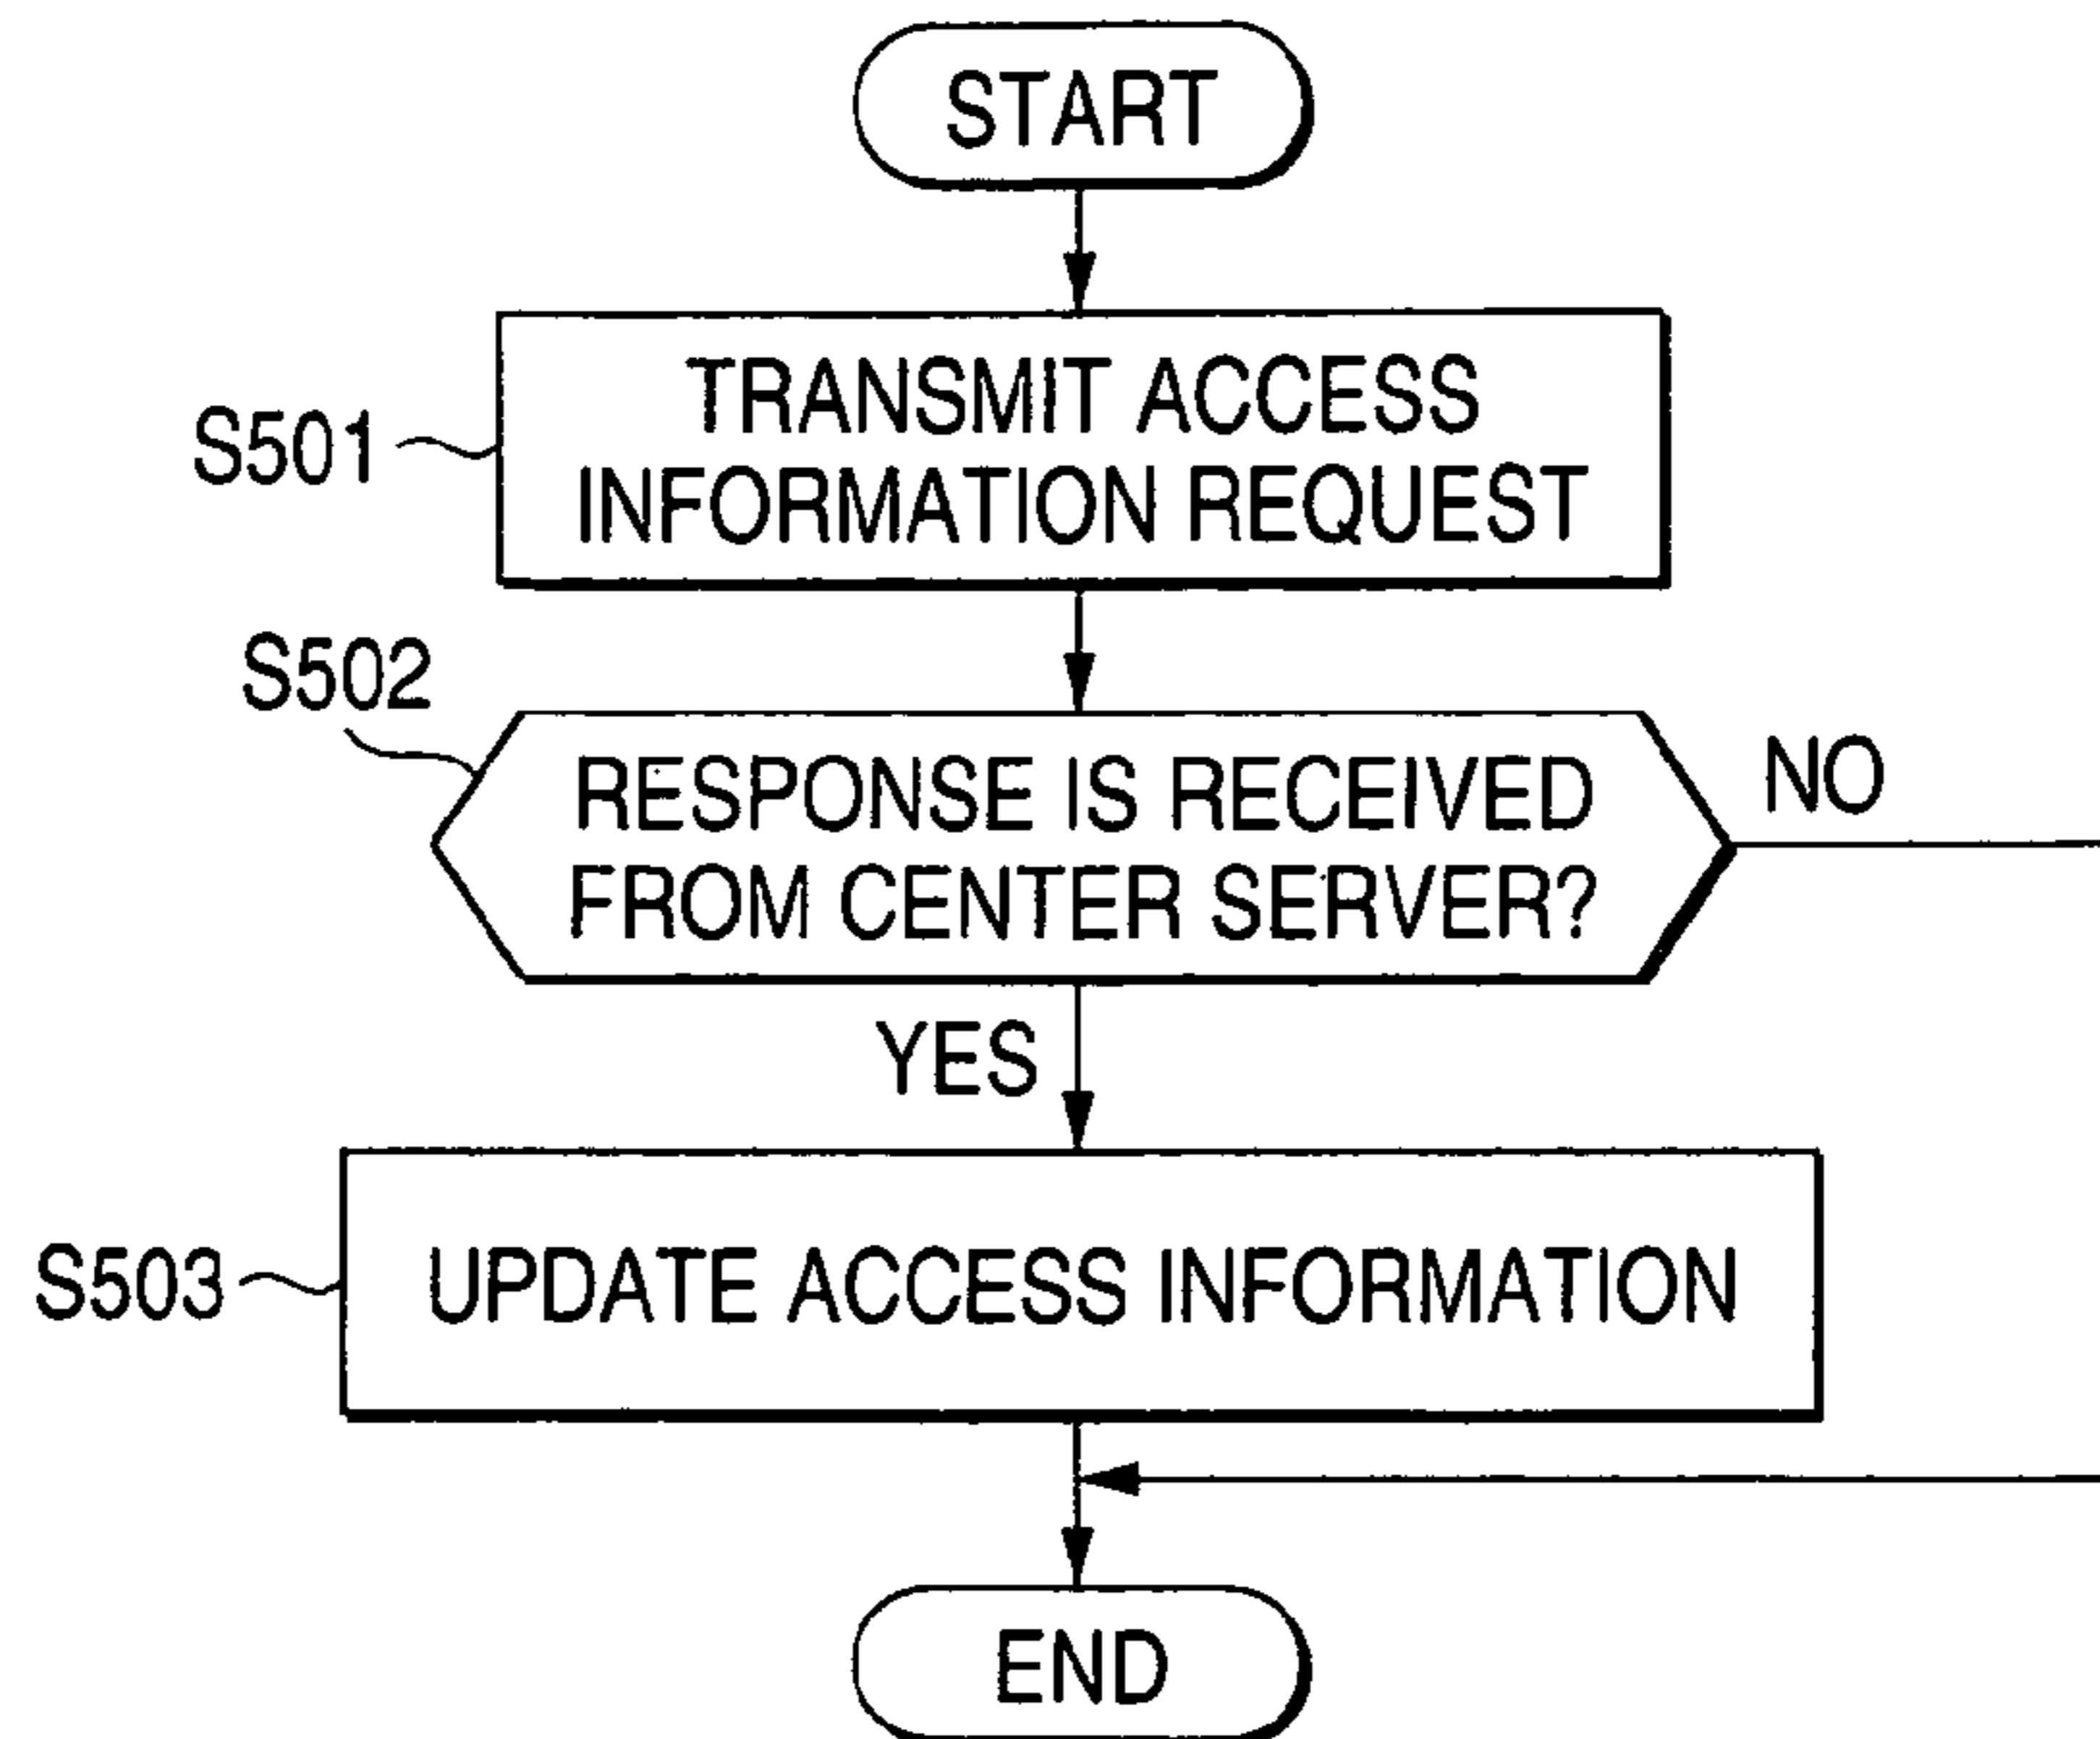 START
S501
TRANSMIT ACCESS
INFORMATION REQUEST
S502
RESPONSE IS RECEIVED
FROM CENTER SERVER?
NO
YES
S503
UPDATE ACCESS INFORMATION
END